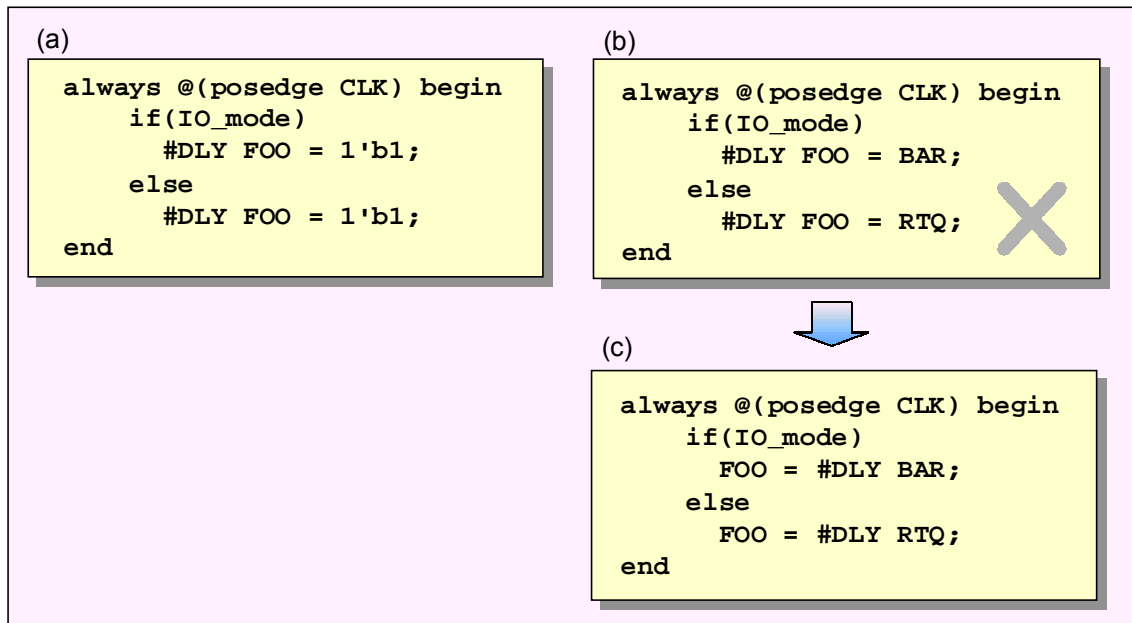 (a)
always @(posedge CLK) begin
if(IO_mode)
#DLY FOO = 1'b1;
else
#DLY FOO = 1'b1;
end
(b)
always @(posedge CLK) begin
if(IO_mode)
#DLY FOO = BAR;
else
#DLY FOO = RTQ;
end
(c)
always @(posedge CLK) begin
if(IO_mode)
FOO = #DLY BAR;
else
FOO = #DLY RTQ;
end